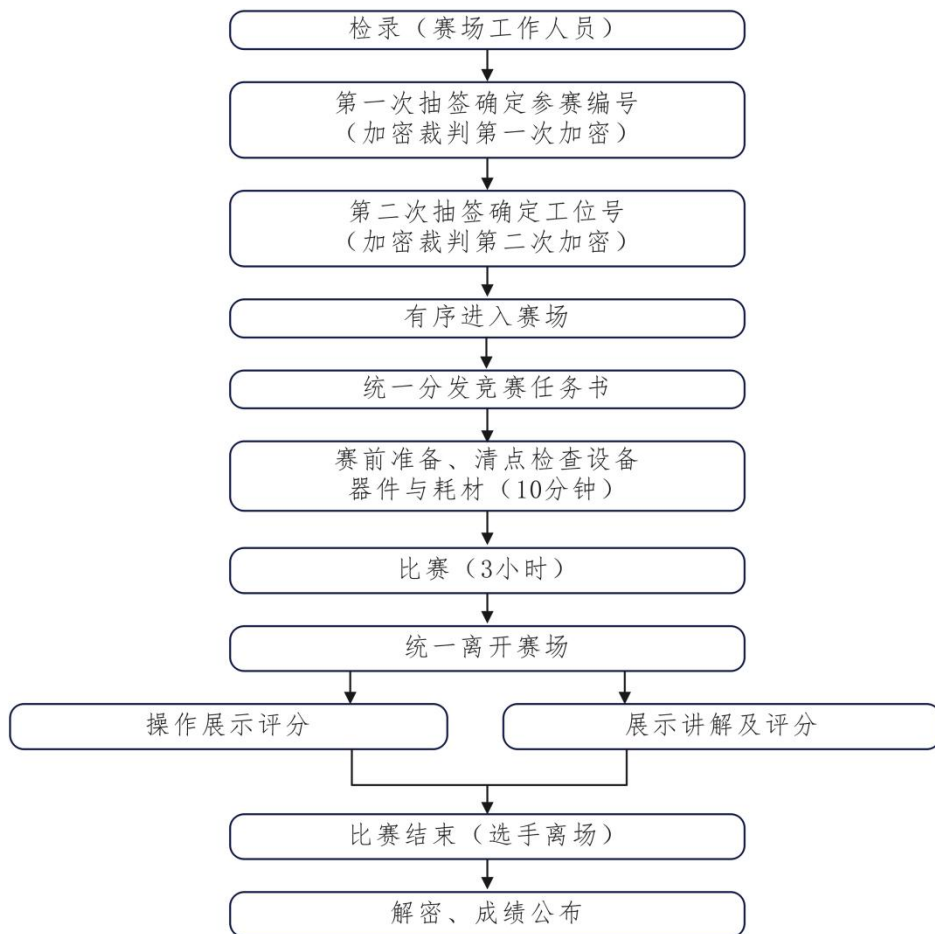 检录（赛场工作人员）
第一次抽签确定参赛编号
（加密裁判第一次加密）
第二次抽签确定工位号
（加密裁判第二次加密）
有序进入赛场
统一分发竞赛任务书
赛前准备、清点检查设备
器件与耗材（10分钟）
比赛（3小时）
统一离开赛场
操作展示评分
展示讲解及评分
比赛结束（选手离场）
解密、成绩公布